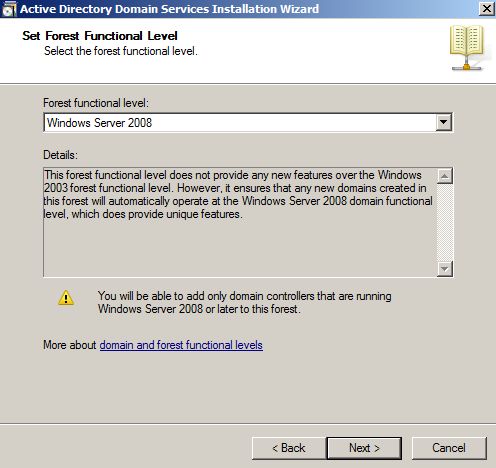 Active Directory Domain Services Installation Wizard
Set Forest Functional Level
Select the forest functional level.
Forest functional level:
Windows Server 2008
Details:
This forest functional level does not provide any new features over the Windows
2003 forest functional level. However, it ensures that any new domains created in
this forest will automatically operate at the Windows Server 2008 domain functional
level, which does provide unique features.
You will be able to add only domain controllers that are running
Windows Server 2008 or later to this forest.
More about domain and forest functional levels
< Back
Next >
Cancel